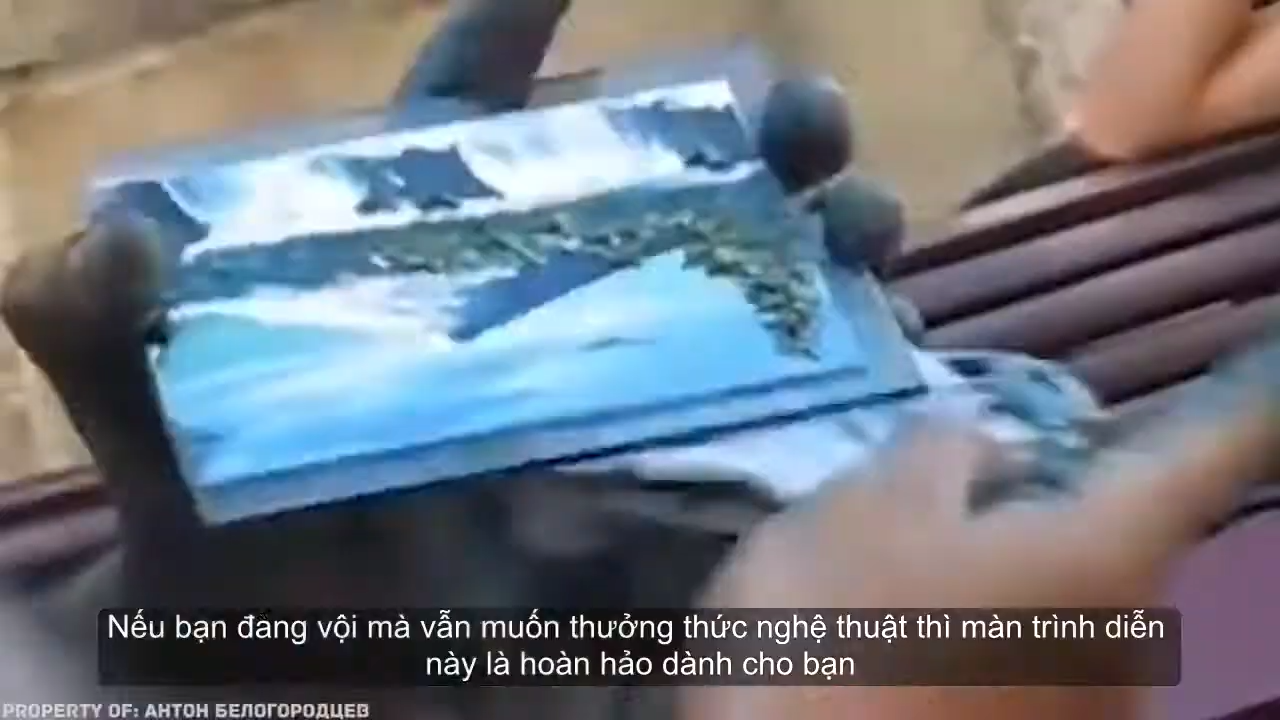 Nếu bạn đăng vội mà vẫn muốn thưởng thức nghệ thuật thì màn trình diễn
này là hoàn hảo dành cho bạn
PROPERTY OF: АНТОН БЕЛОГОРОДЦЕВ